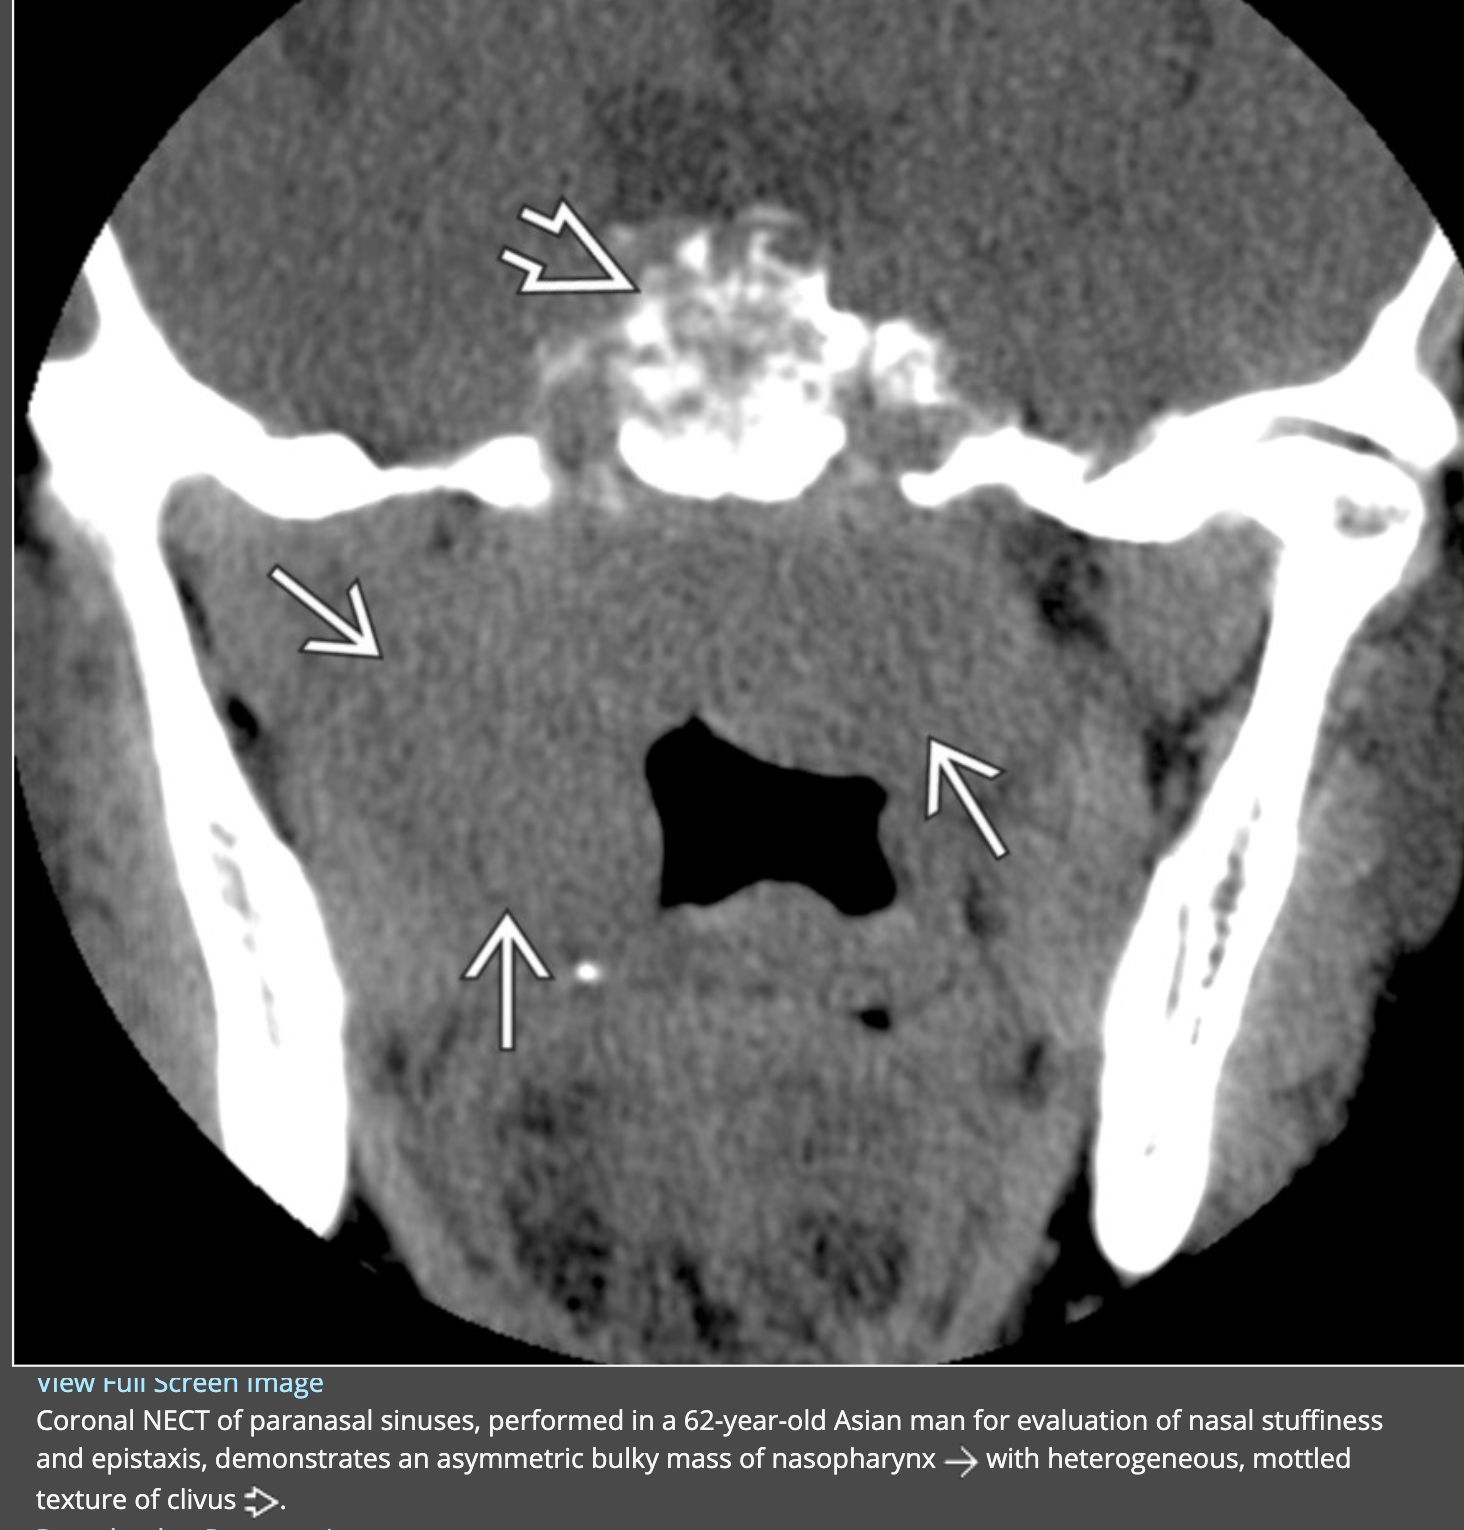 View Full Screen Image
Coronal NECT of paranasal sinuses, performed in a 62-year-old Asian man for evaluation of nasal stuffiness
and epistaxis, demonstrates an asymmetric bulky mass of nasopharynx with heterogeneous, mottled
texture of clivus .